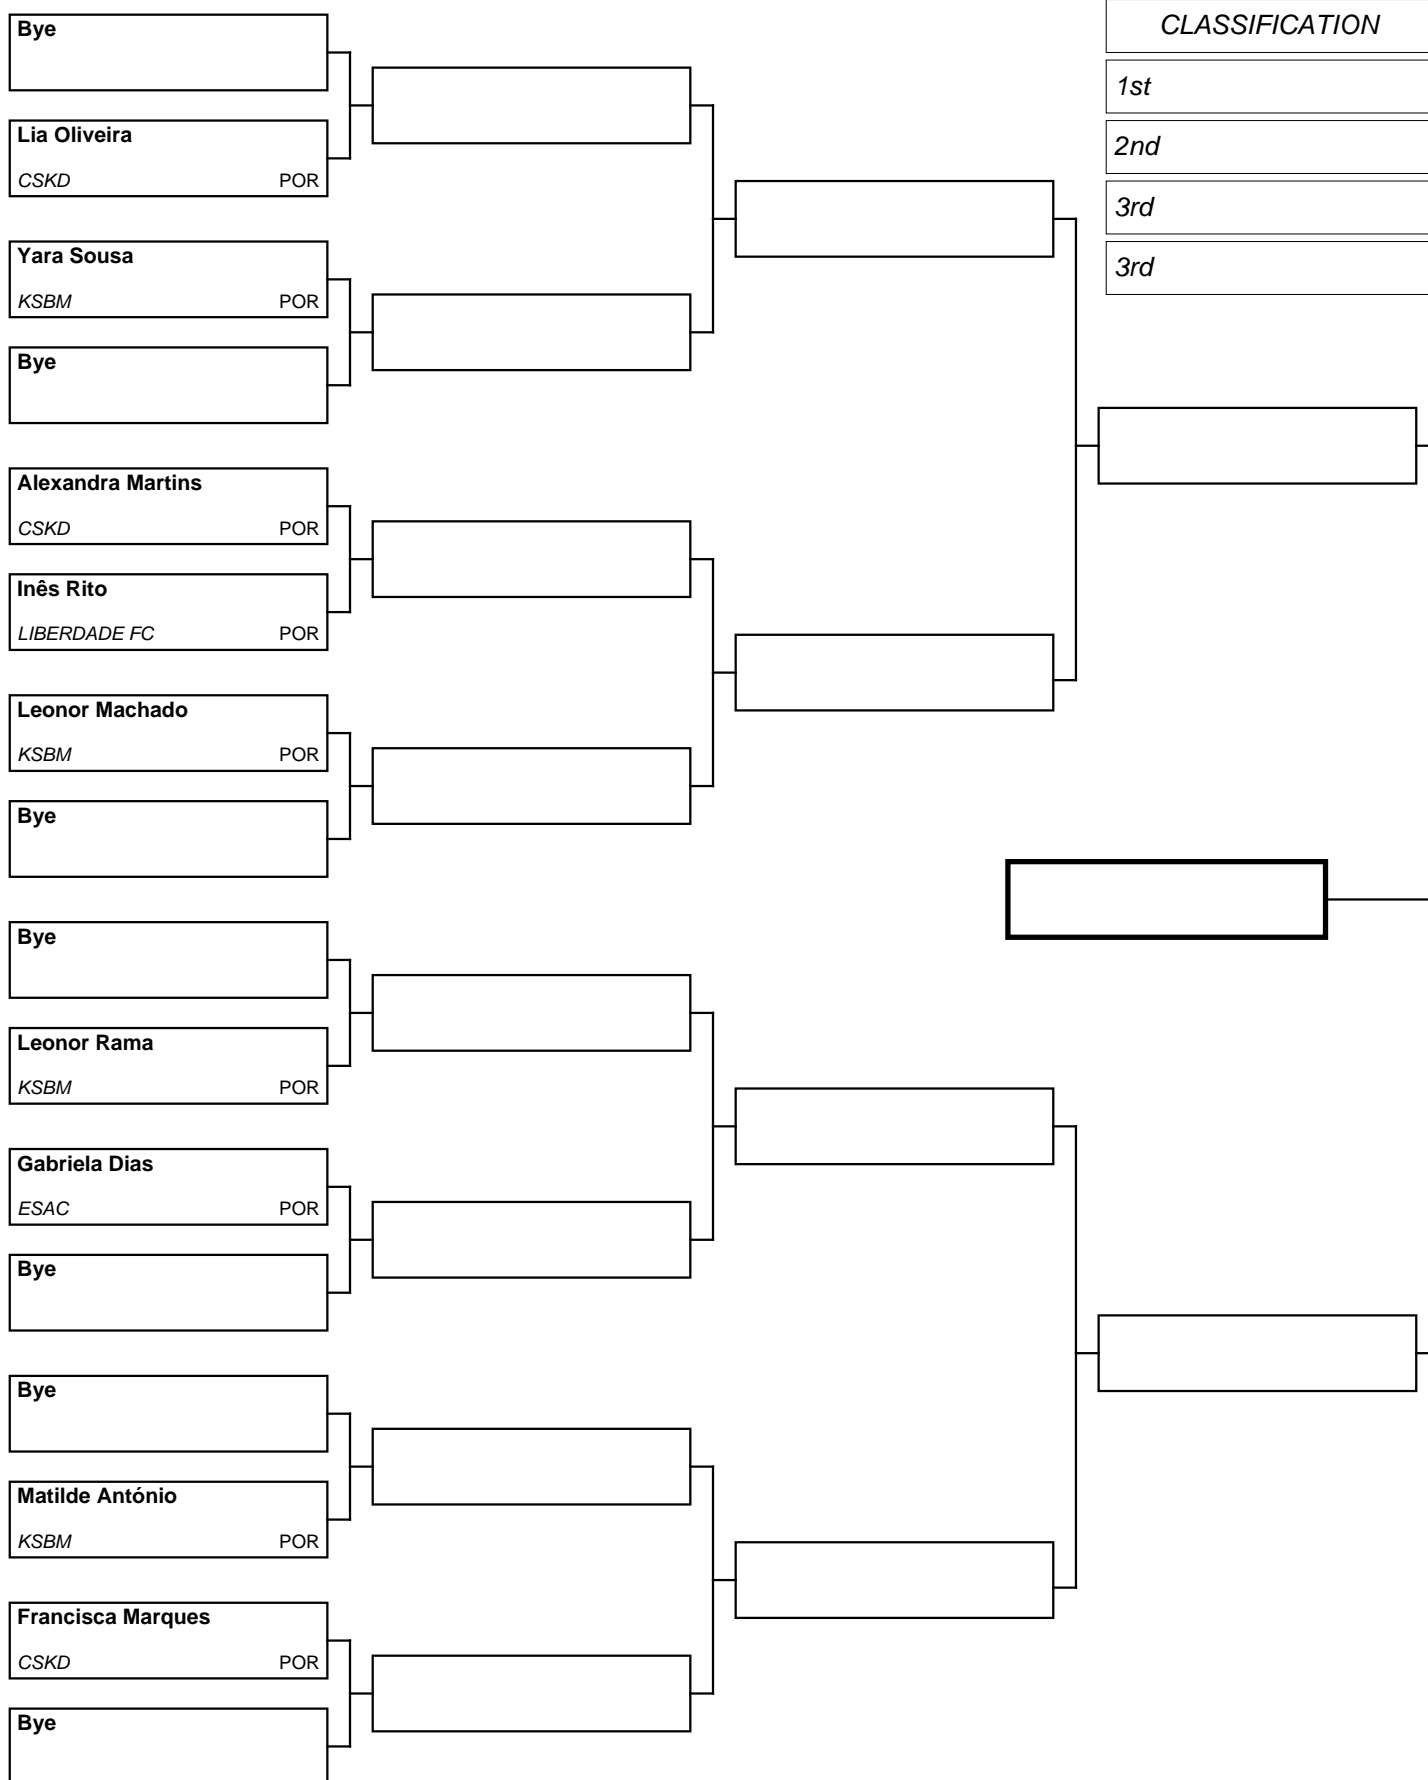 Bye
Lia Oliveira
CSKD POR
Yara Sousa
KSBM POR
Bye
Alexandra Martins
CSKD POR
Inês Rito
LIBERDADE FC POR
Leonor Machado
KSBM POR
Bye
Bye
Leonor Rama
KSBM POR
Gabriela Dias
ESAC POR
Bye
Bye
Matilde António
KSBM POR
Francisca Marques
CSKD POR
Bye
CLASSIFICATION
1st
2nd
3rd
3rd